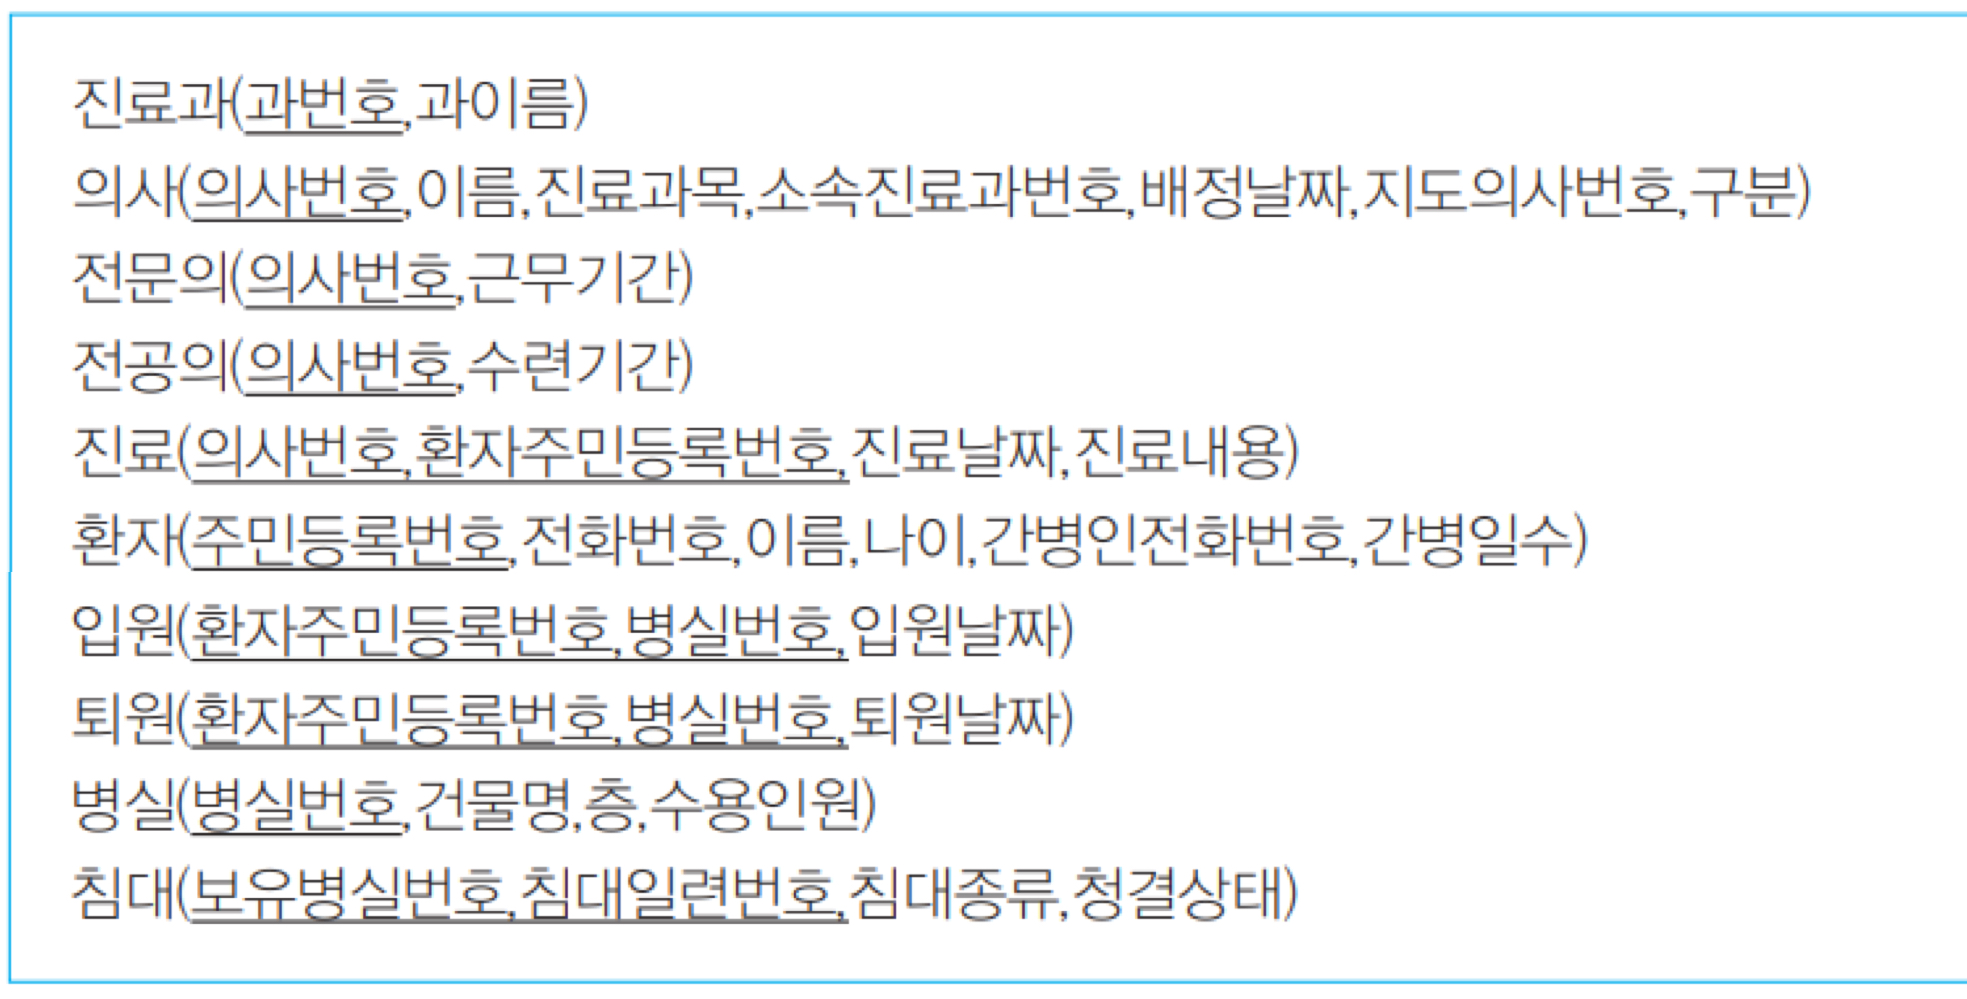 진료과(과번호,과이름)
의사(의사번호,이름,진료과목,소속진료과번호,배정날짜,지도의사번호,구분)
전문의(의사번호,근무기간)
전공의(의사번호,수련기간)
진료(의사번호,환자주민등록번호,진료날짜,진료내용)
환자(주민등록번호,전화번호,이름,나이,간병인전화번호,간병일수)
입원(환자주민등록번호,병실번호,입원날짜)
퇴원(환자주민등록번호,병실번호,퇴원날짜)
병실(병실번호,건물명,층,수용인원)
침대(보유병실번호,침대일련번호,침대종류,청결상태)